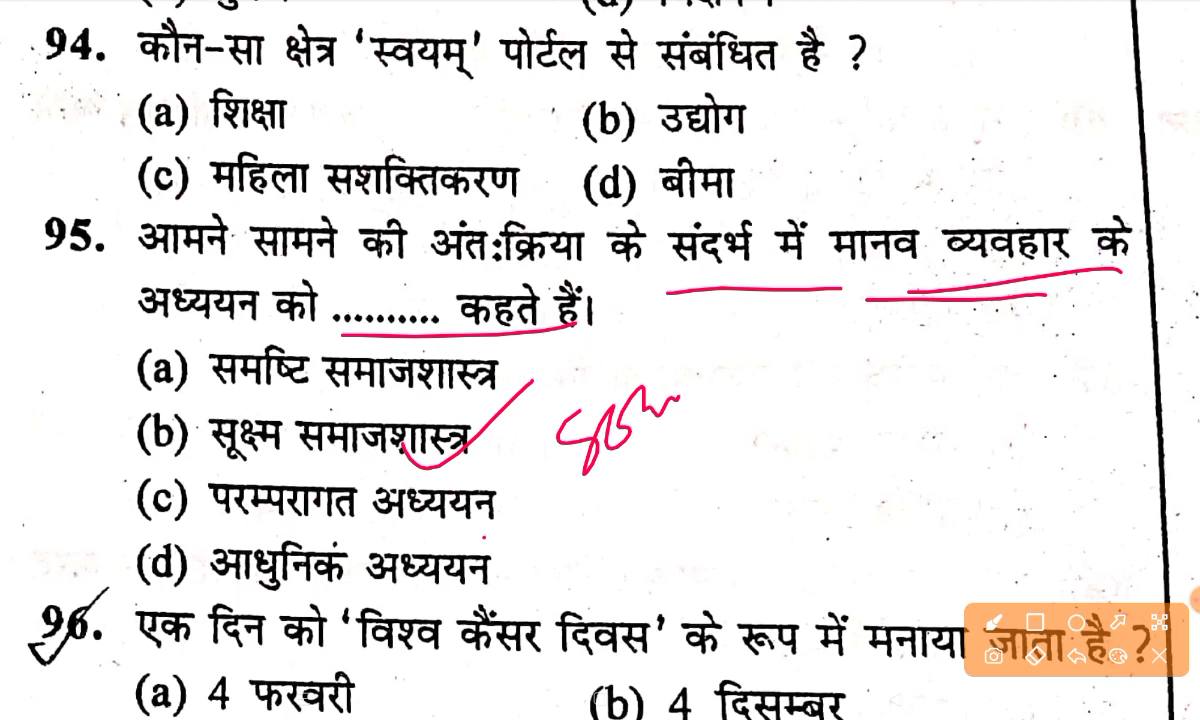 94. कौन-सा क्षेत्र 'स्वयम्' पोर्टल से संबंधित है ?
(a) शिक्षा (b) उद्योग
(c) महिला सशक्तिकरण (d) बीमा
95. आमने सामने की अंतःक्रिया के संदर्भ में मानव व्यवहार के
अध्ययन को .......... कहते हैं।
(a) समष्टि समाजशास्त्र
(b) सूक्ष्म समाजशास्त्र
(c) परम्परागत अध्ययन
(d) आधुनिक अध्ययन
96. एक दिन को 'विश्व कैंसर दिवस' के रूप में मनाया जाता है ?
(a) 4 फरवरी (b) 4 दिसम्बर